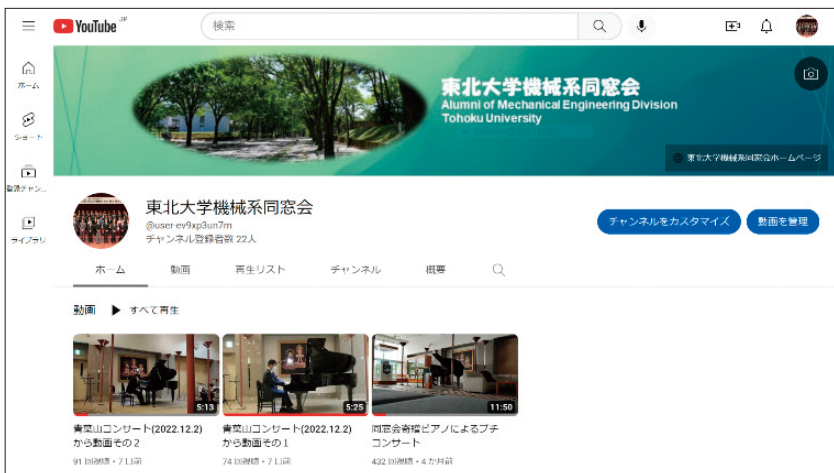 YouTube JP
検索
ホーム
ショート
登録チャン...
ライブラリ
東北大学機械系同窓会
Alumni of Mechanical Engineering Division
Tohoku University
東北大学機械系同窓会ホームページ
東北大学機械系同窓会
@user-ev9xp3un7m
チャンネル登録者数 22人
チャンネルをカスタマイズ
動画を管理
ホーム 動画 再生リスト チャンネル 概要
動画 ▶ すべて再生
5:13
5:25
11:50
青葉山コンサート(2022.12.2)
から動画その2
91 回視聴・7 日前
青葉山コンサート(2022.12.2)
から動画その1
74 回視聴・7 日前
同窓会寄贈ピアノによるプチ
コンサート
432 回視聴・4 か月前